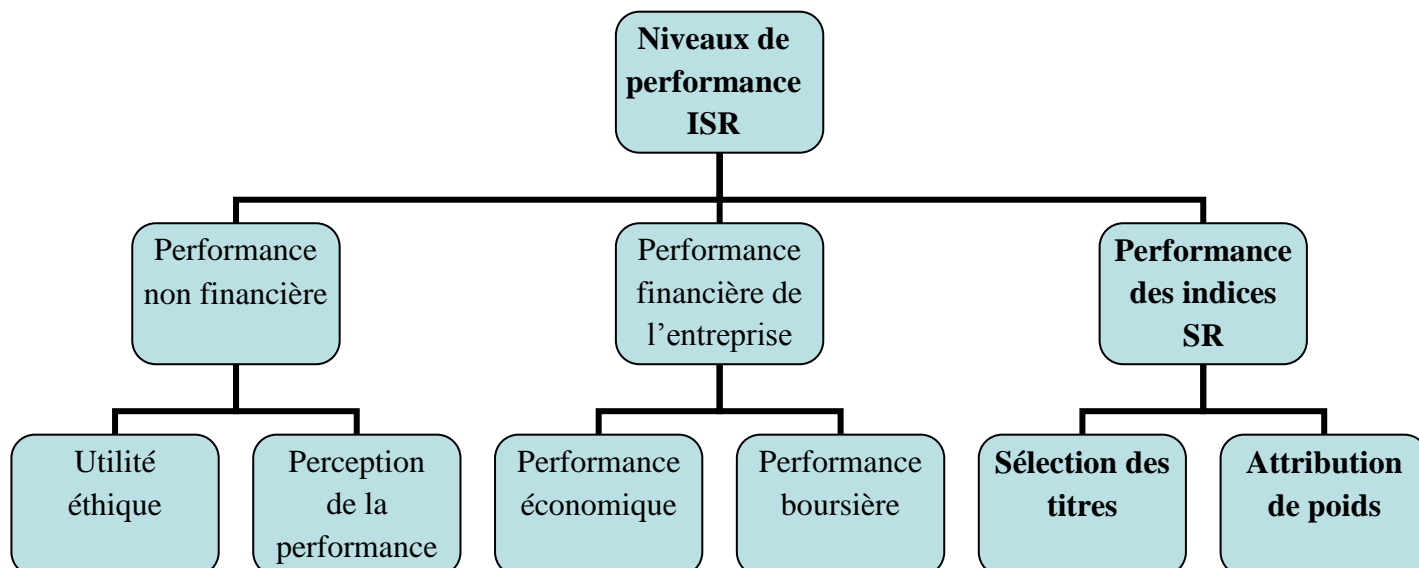 Niveaux de
performance
ISR
Performance
non financière
Performance
financière de
l’entreprise
Performance
des indices
SR
Utilité
éthique
Perception
de la
performance
Performance
économique
Performance
boursière
Sélection des
titres
Attribution
de poids